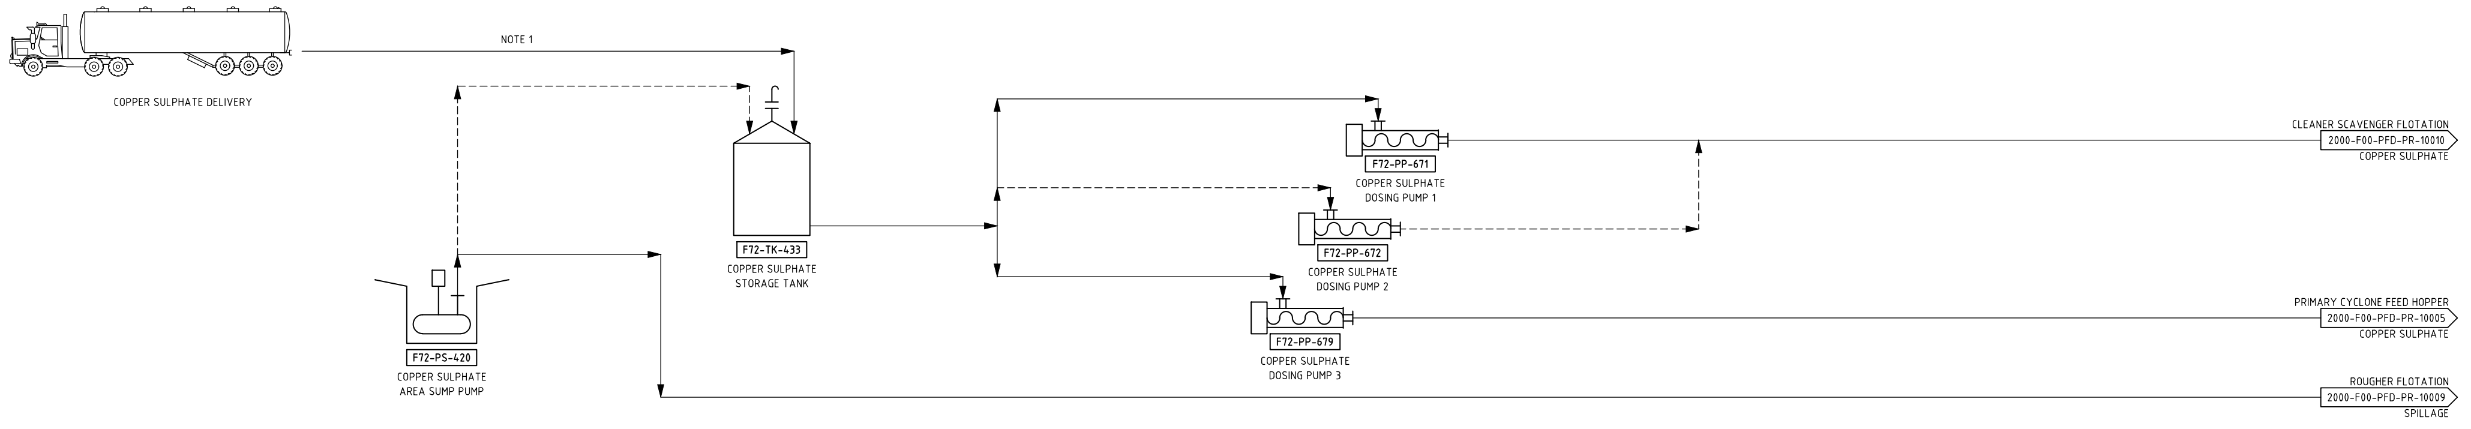 NOTE 1
COPPER SULPHATE DELIVERY
CLEANER SCAVENGER FLOTATION
2000-F00-PFD-PR-10010
COPPER SULPHATE
F72-PP-671
COPPER SULPHATE
DOSING PUMP 1
F72-TK-433
COPPER SULPHATE
STORAGE TANK
F72-PP-672
COPPER SULPHATE
DOSING PUMP 2
PRIMARY CYCLONE FEED HOPPER
2000-F00-PFD-PR-10005
COPPER SULPHATE
F72-PP-679
COPPER SULPHATE
DOSING PUMP 3
F72-PS-420
COPPER SULPHATE
AREA SUMP PUMP
ROUGHER FLOTATION
2000-F00-PFD-PR-10009
SPILLAGE